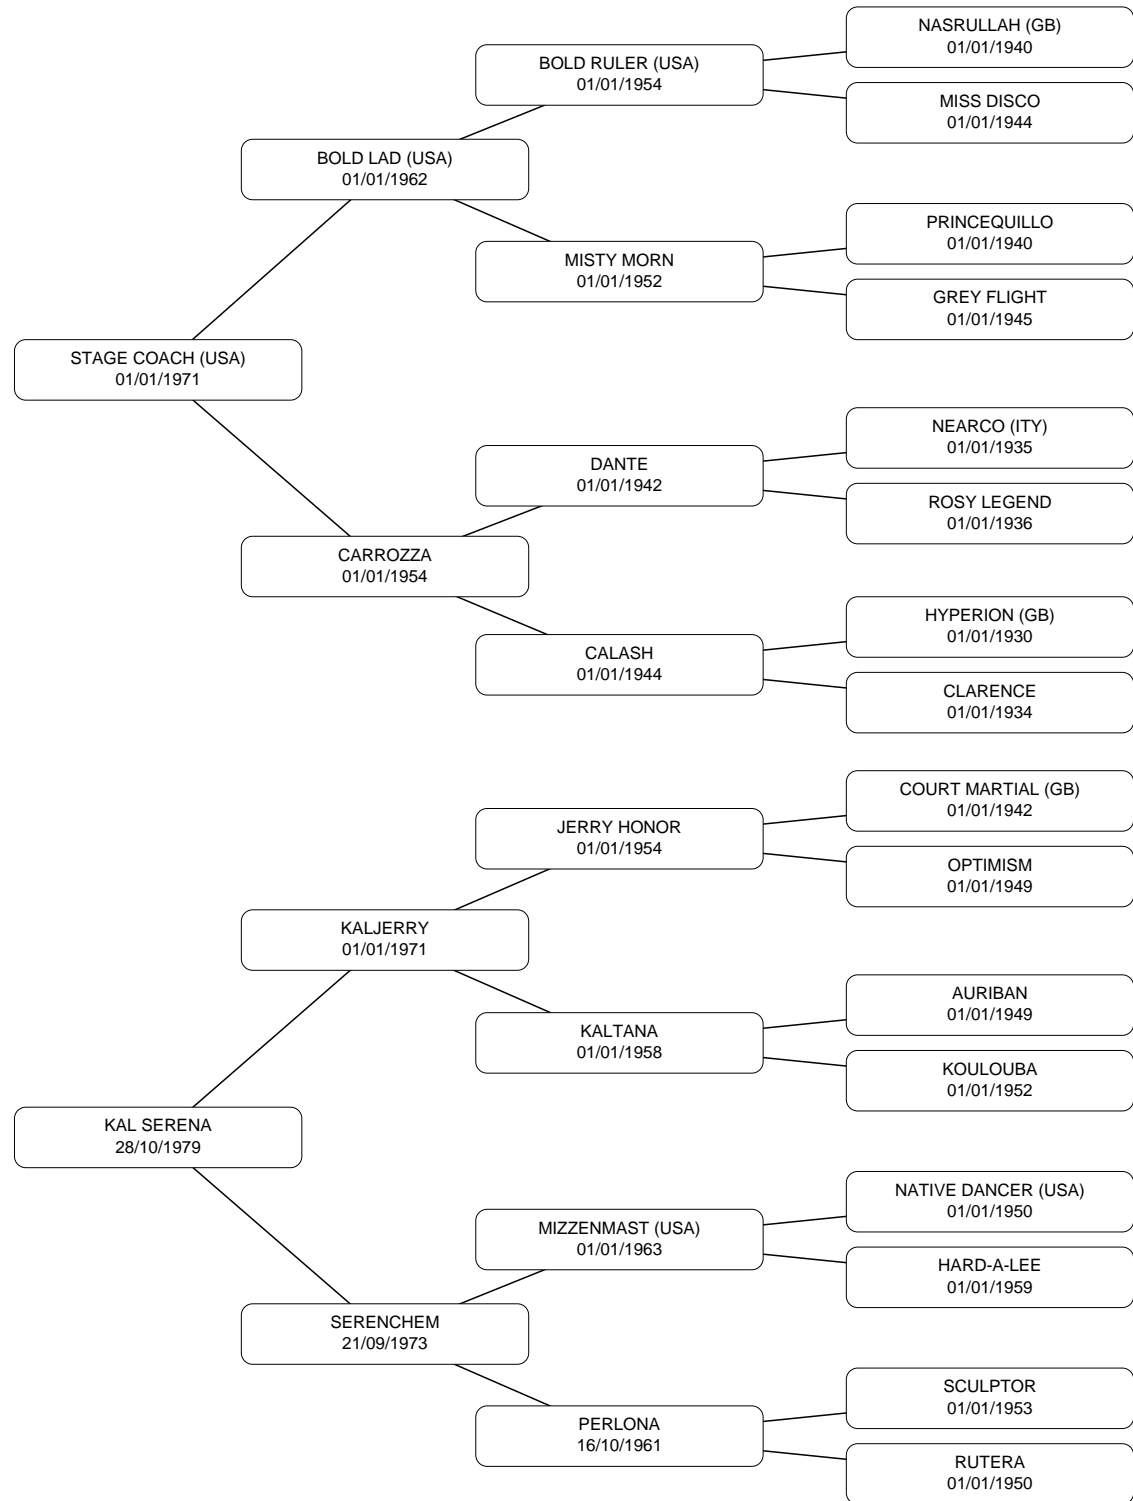 NASRULLAH (GB)
01/01/1940
BOLD RULER (USA)
01/01/1954
MISS DISCO
01/01/1944
BOLD LAD (USA)
01/01/1962
PRINCEQUILLO
01/01/1940
MISTY MORN
01/01/1952
GREY FLIGHT
01/01/1945
STAGE COACH (USA)
01/01/1971
NEARCO (ITY)
01/01/1935
DANTE
01/01/1942
ROSY LEGEND
01/01/1936
CARROZZA
01/01/1954
HYPERION (GB)
01/01/1930
CALASH
01/01/1944
CLARENCE
01/01/1934
COURT MARTIAL (GB)
01/01/1942
JERRY HONOR
01/01/1954
OPTIMISM
01/01/1949
KALJERRY
01/01/1971
AURIBAN
01/01/1949
KALTANA
01/01/1958
KOULOUBA
01/01/1952
KAL SERENA
28/10/1979
NATIVE DANCER (USA)
01/01/1950
MIZZENMAST (USA)
01/01/1963
HARD-A-LEE
01/01/1959
SERENCHEM
21/09/1973
SCULPTOR
01/01/1953
PERLONA
16/10/1961
RUTERA
01/01/1950